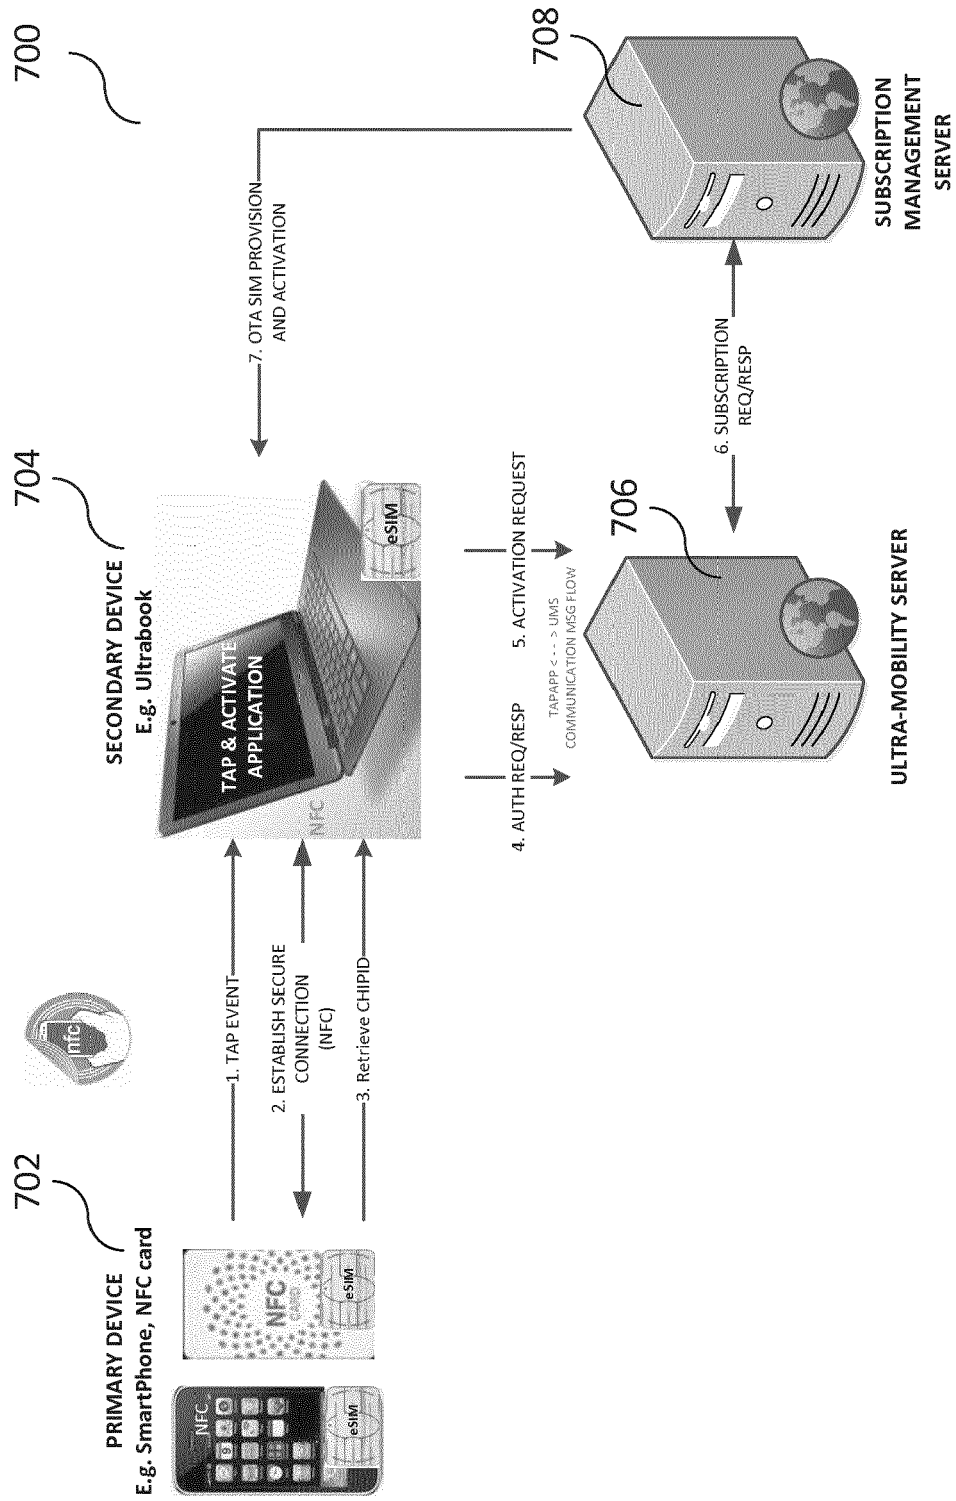 700
702
PRIMARY DEVICE
E.g. SmartPhone, NFC card
NFC
eSIM
NFC
CARD
eSIM
nfc
1. TAP EVENT
2. ESTABLISH SECURE
CONNECTION
(NFC)
3. Retrieve CHIPID
704
SECONDARY DEVICE
E.g. Ultrabook
TAP & ACTIVATE
APPLICATION
NFC
eSIM
7. OTA SIM PROVISION
AND ACTIVATION
4. AUTH REQ/RESP
5. ACTIVATION REQUEST
TAPAPP < - - > UMS
COMMUNICATION MSG FLOW
706
ULTRA-MOBILITY SERVER
6. SUBSCRIPTION
REQ/RESP
708
SUBSCRIPTION
MANAGEMENT
SERVER